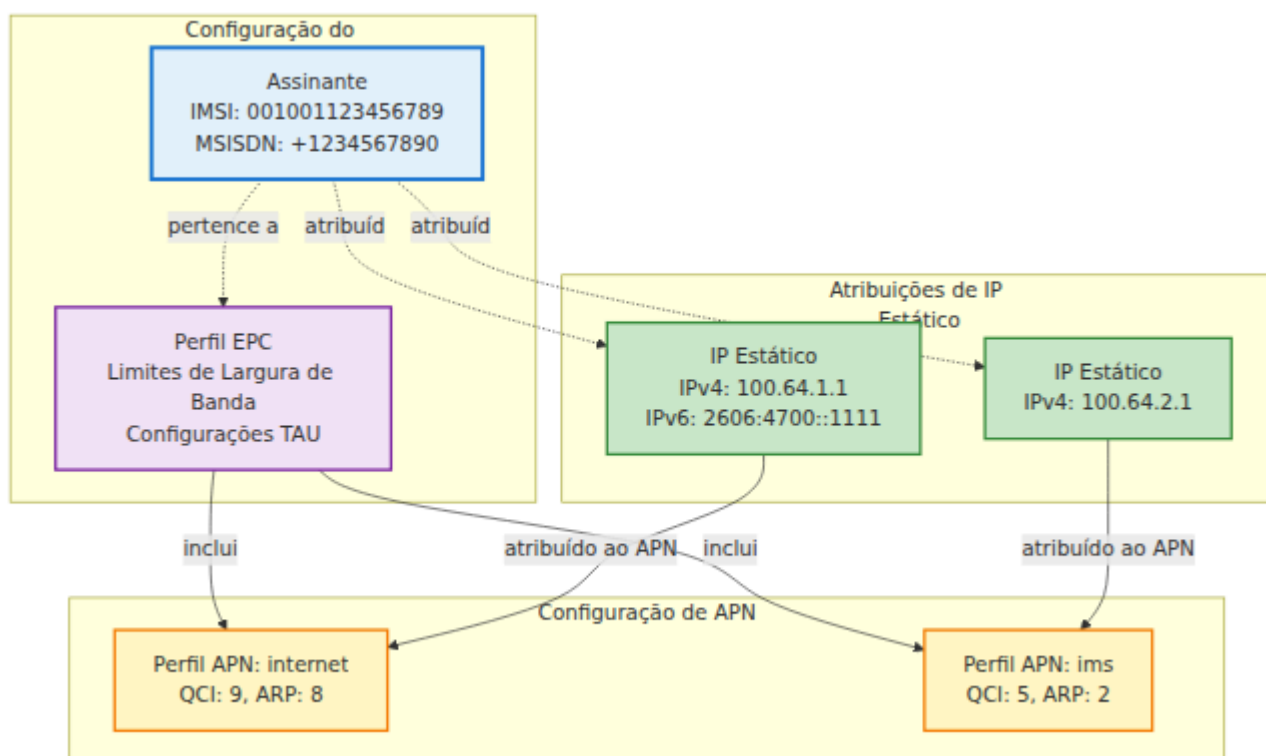 Configuração do
Assinante
IMSI: 001001123456789
MSISDN: +1234567890
pertence a
atribuíd
atribuíd
Atribuições de IP
Estático
Perfil EPC
Limites de Largura de
Banda
Configurações TAU
IP Estático
IPv4: 100.64.1.1
IPv6: 2606:4700::1111
IP Estático
IPv4: 100.64.2.1
inclui
atribuído ao APN
inclui
atribuído ao APN
Configuração de APN
Perfil APN: internet
QCI: 9, ARP: 8
Perfil APN: ims
QCI: 5, ARP: 2